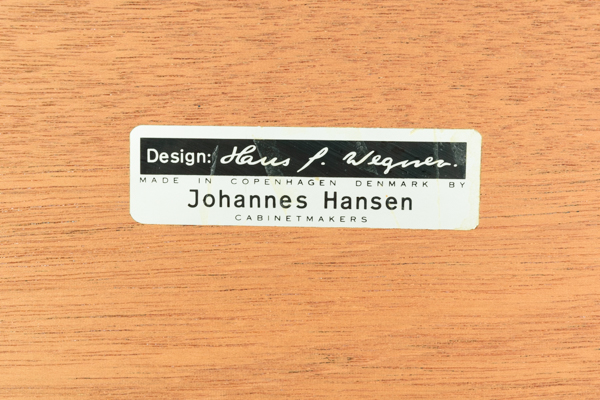 Design: Hans J. Wegner.
MADE IN COPENHAGEN DENMARK BY
Johannes Hansen
CABINETMAKERS